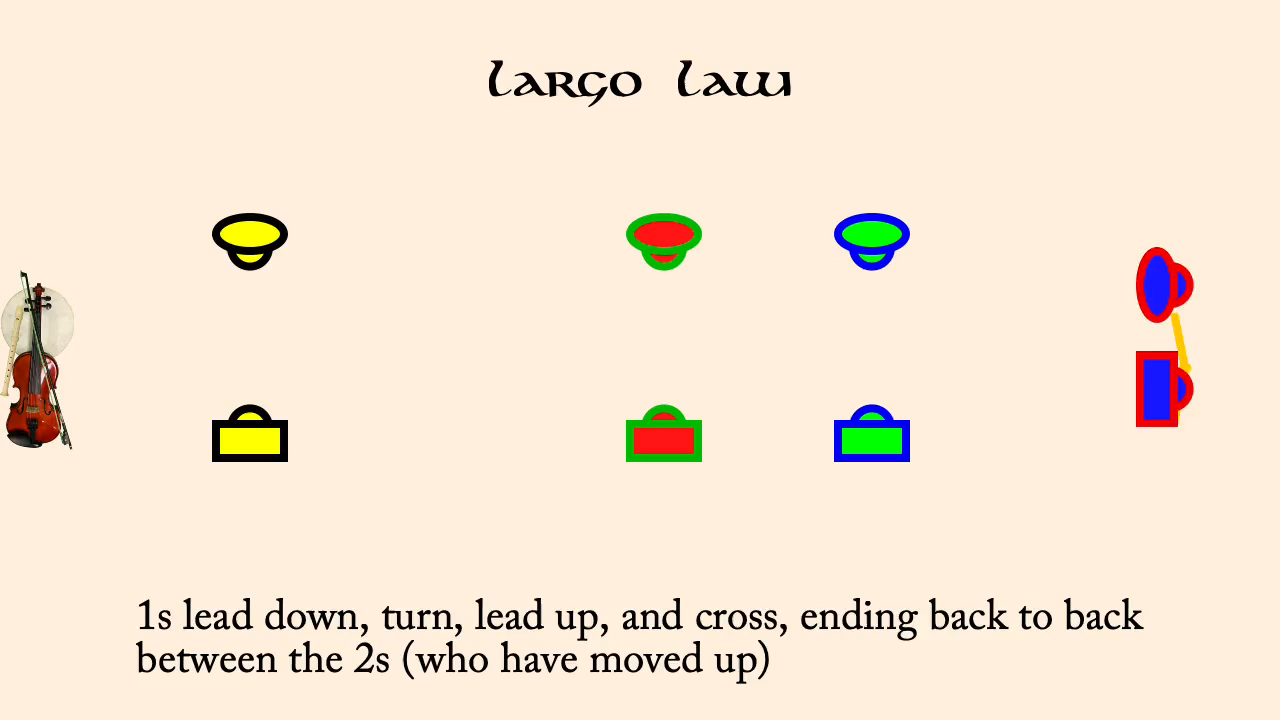 Largo Law
1s lead down, turn, lead up, and cross, ending back to back
between the 2s (who have moved up)